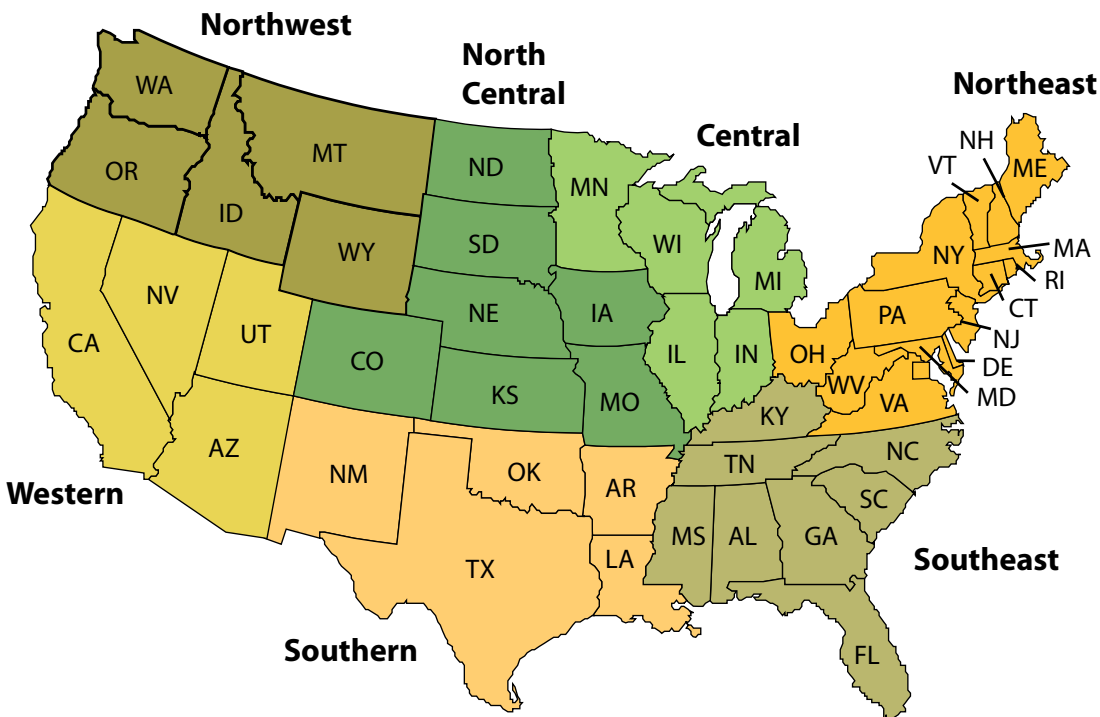 Northwest
North
Central
Northeast
Central
WA
OR
ID
MT
WY
ND
SD
NE
KS
CO
IA
MO
MN
WI
MI
IL
IN
OH
NH
VT
ME
NY
MA
RI
CT
PA
NJ
DE
MD
WV
VA
CA
NV
UT
AZ
Western
NM
OK
TX
AR
LA
Southern
KY
TN
NC
SC
MS
AL
GA
FL
Southeast